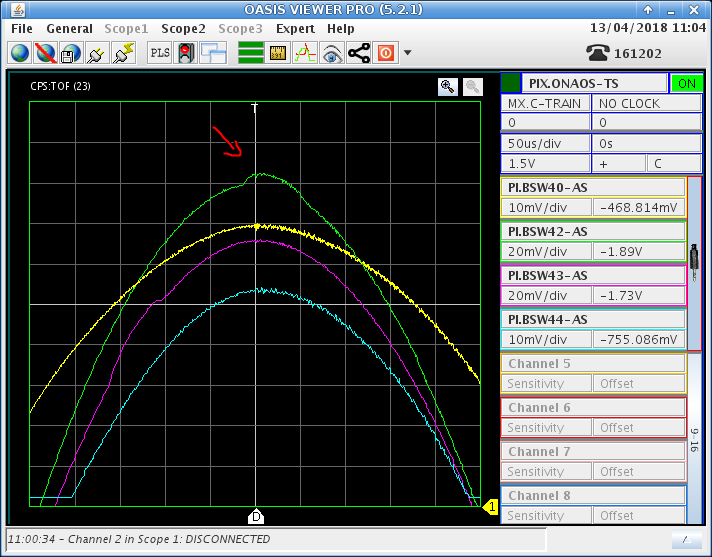 OASIS VIEWER PRO (5.2.1)
File General Scope1 Scope2 Scope3 Expert Help 13/04/2018 11:04
PLS 161202
CPS:TOF (23)
T
D
1
PIX.ONAOS-TS ON
MX.C-TRAIN NO CLOCK
0 0
50us/div 0s
1.5V + C
PI.BSW40-AS
10mV/div -468.814mV
PI.BSW42-AS
20mV/div -1.89V
PI.BSW43-AS
20mV/div -1.73V
PI.BSW44-AS
10mV/div -755.086mV
Channel 5
Sensitivity Offset
Channel 6
Sensitivity Offset
Channel 7
Sensitivity Offset
Channel 8
Sensitivity Offset
9-16
11:00:34 - Channel 2 in Scope 1: DISCONNECTED